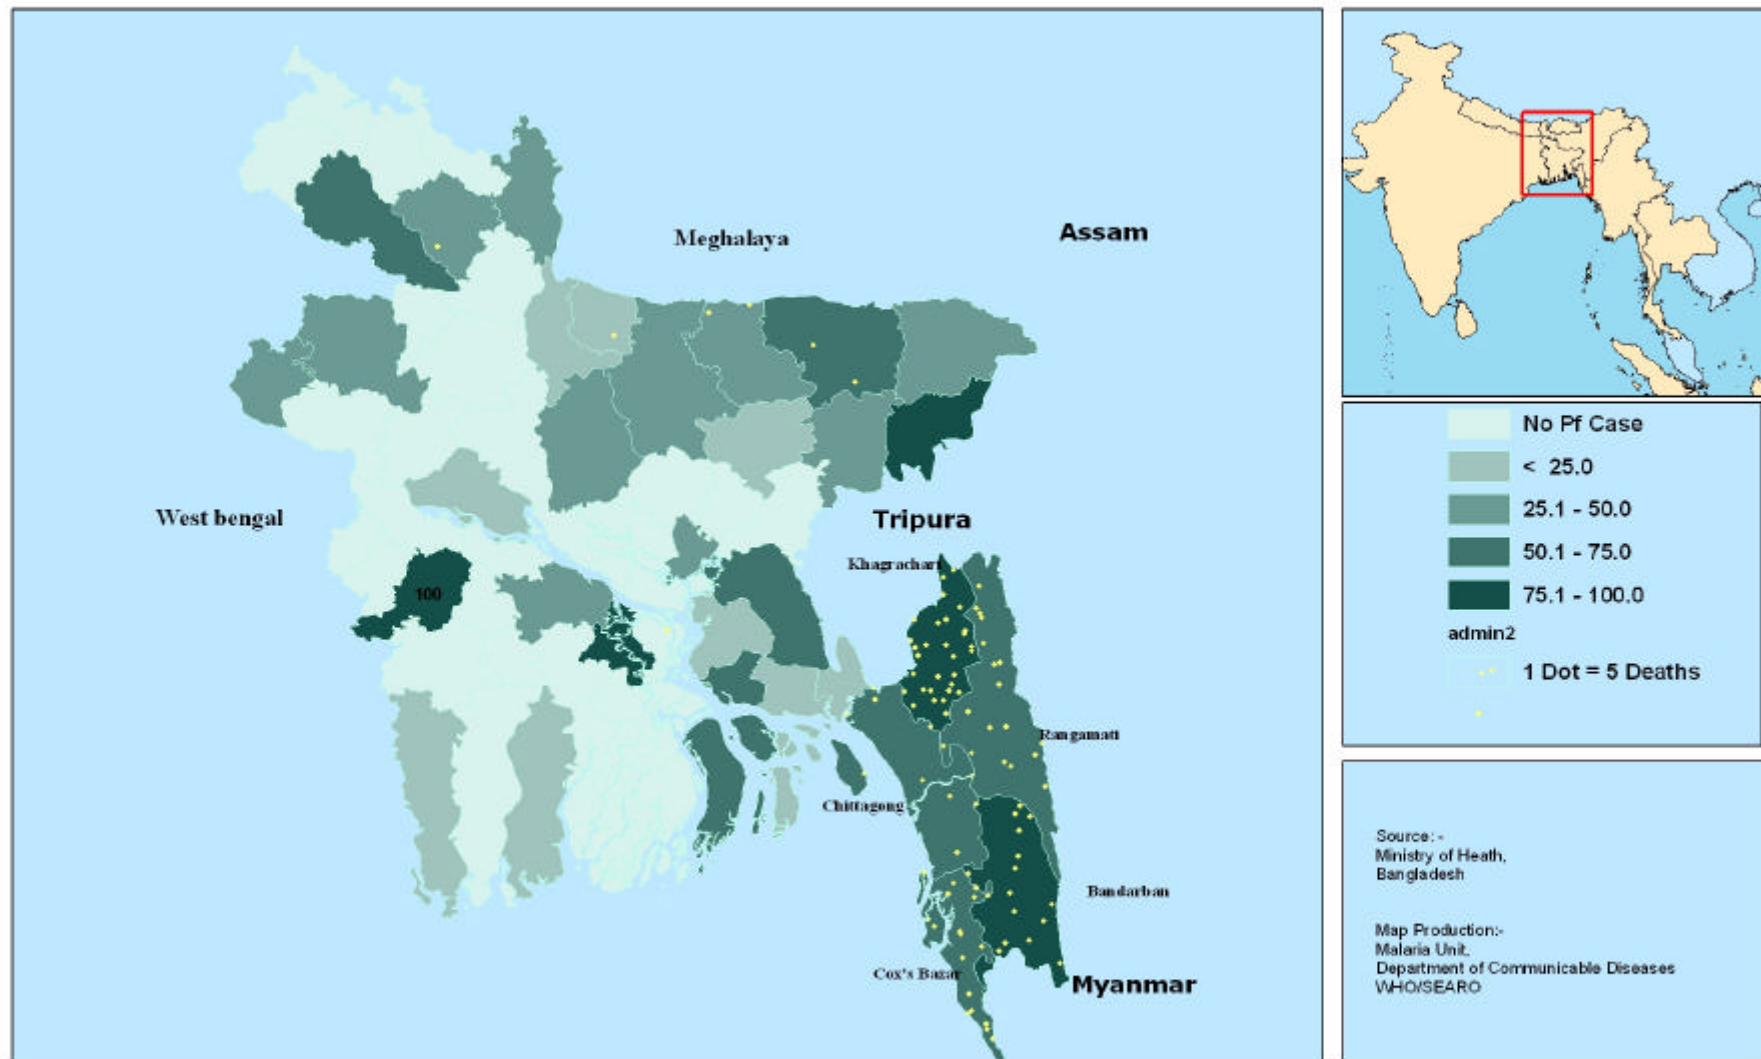 Meghalaya
Assam
West bengal
Tripura
Khagrachari
100
Rangamati
Chittagong
Bandarban
Cox's Bazar
Myanmar
No Pf Case
< 25.0
25.1 - 50.0
50.1 - 75.0
75.1 - 100.0
admin2
1 Dot = 5 Deaths
Source: -
Ministry of Heath,
Bangladesh
Map Production:-
Malaria Unit,
Department of Communicable Diseases
WHO/SEARO